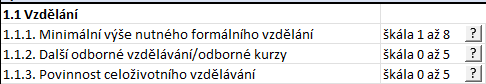 1.1 Vzdělání
1.1.1. Minimální výše nutného formálního vzdělání škála 1 až 8 ?
1.1.2. Další odborné vzdělávání/odborné kurzy škála 0 až 5 ?
1.1.3. Povinnost celoživotního vzdělávání škála 0 až 5 ?